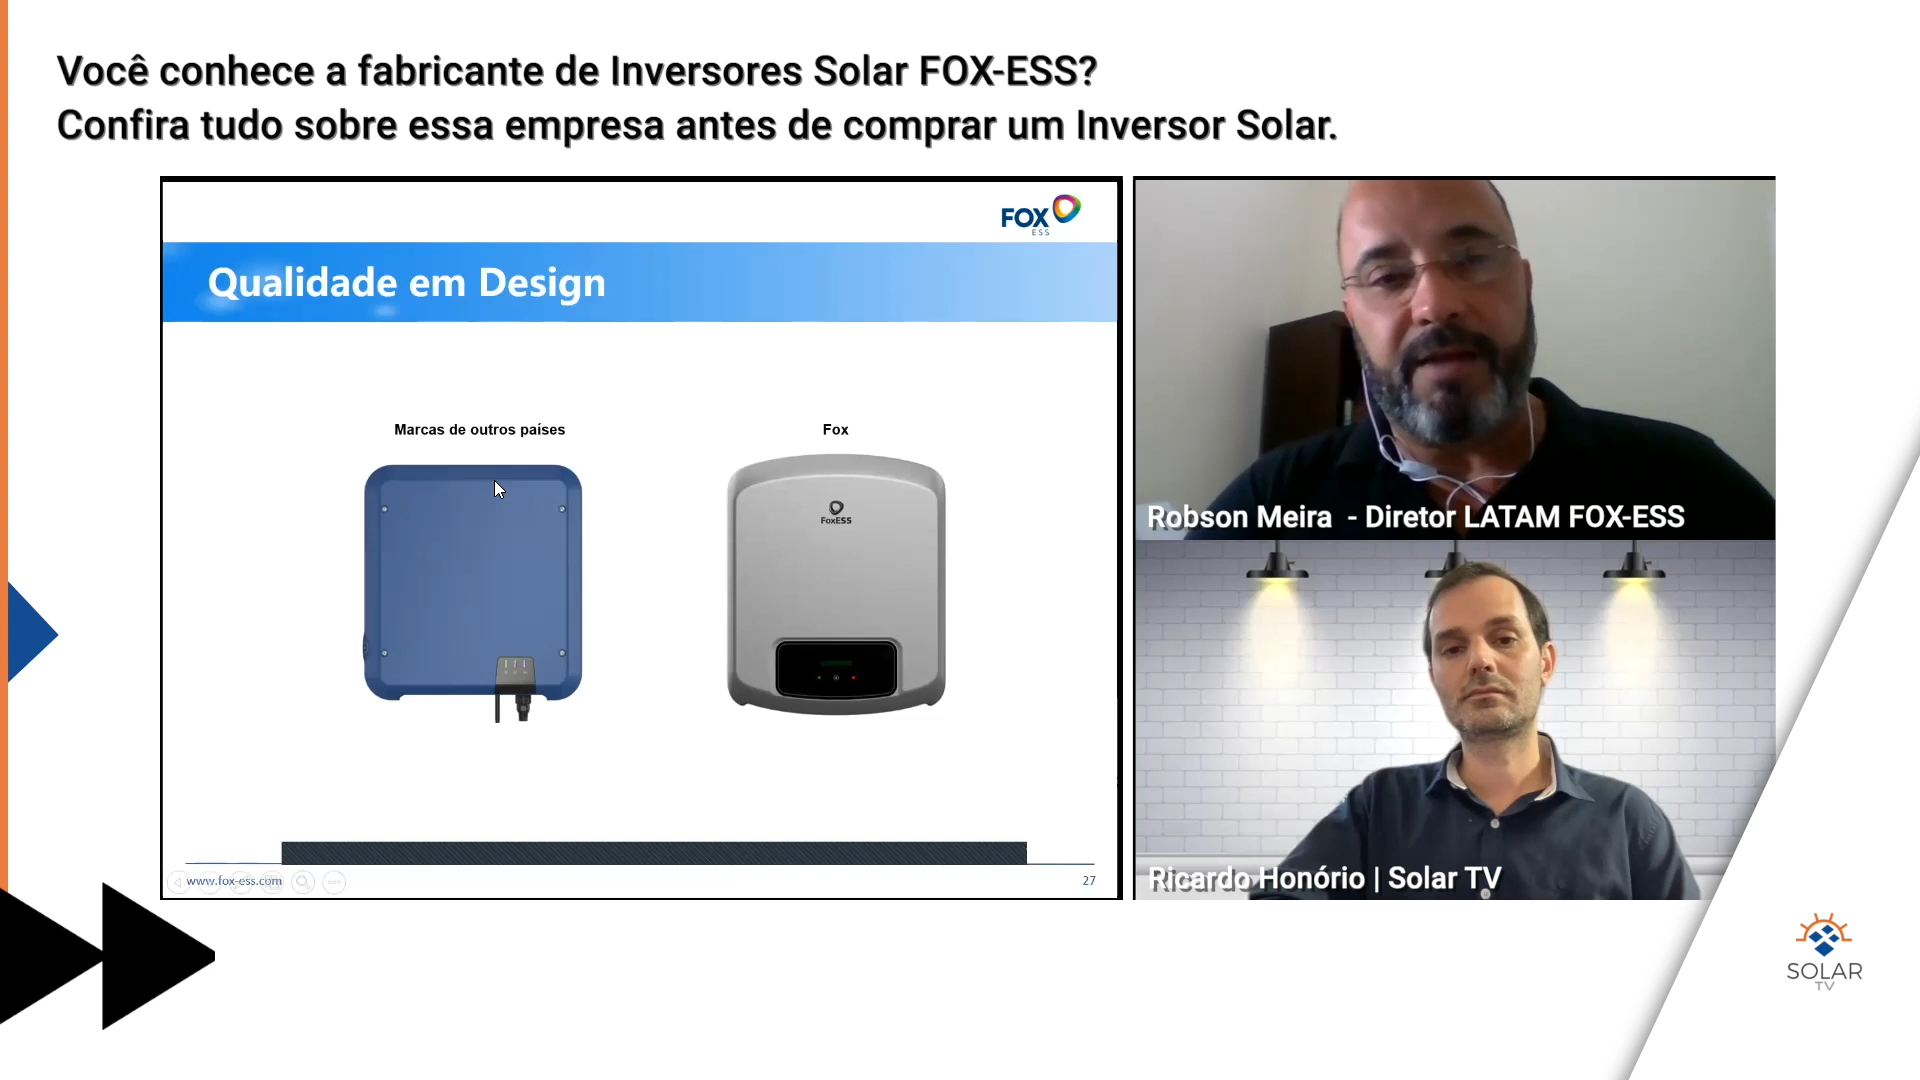 Você conhece a fabricante de Inversores Solar FOX-ESS?
Confira tudo sobre essa empresa antes de comprar um Inversor Solar.
FOX
ESS
Qualidade em Design
Marcas de outros países
Fox
FoxESS
www.fox-ess.com
27
Robson Meira - Diretor LATAM FOX-ESS
Ricardo Honório | Solar TV
SOLAR
TV